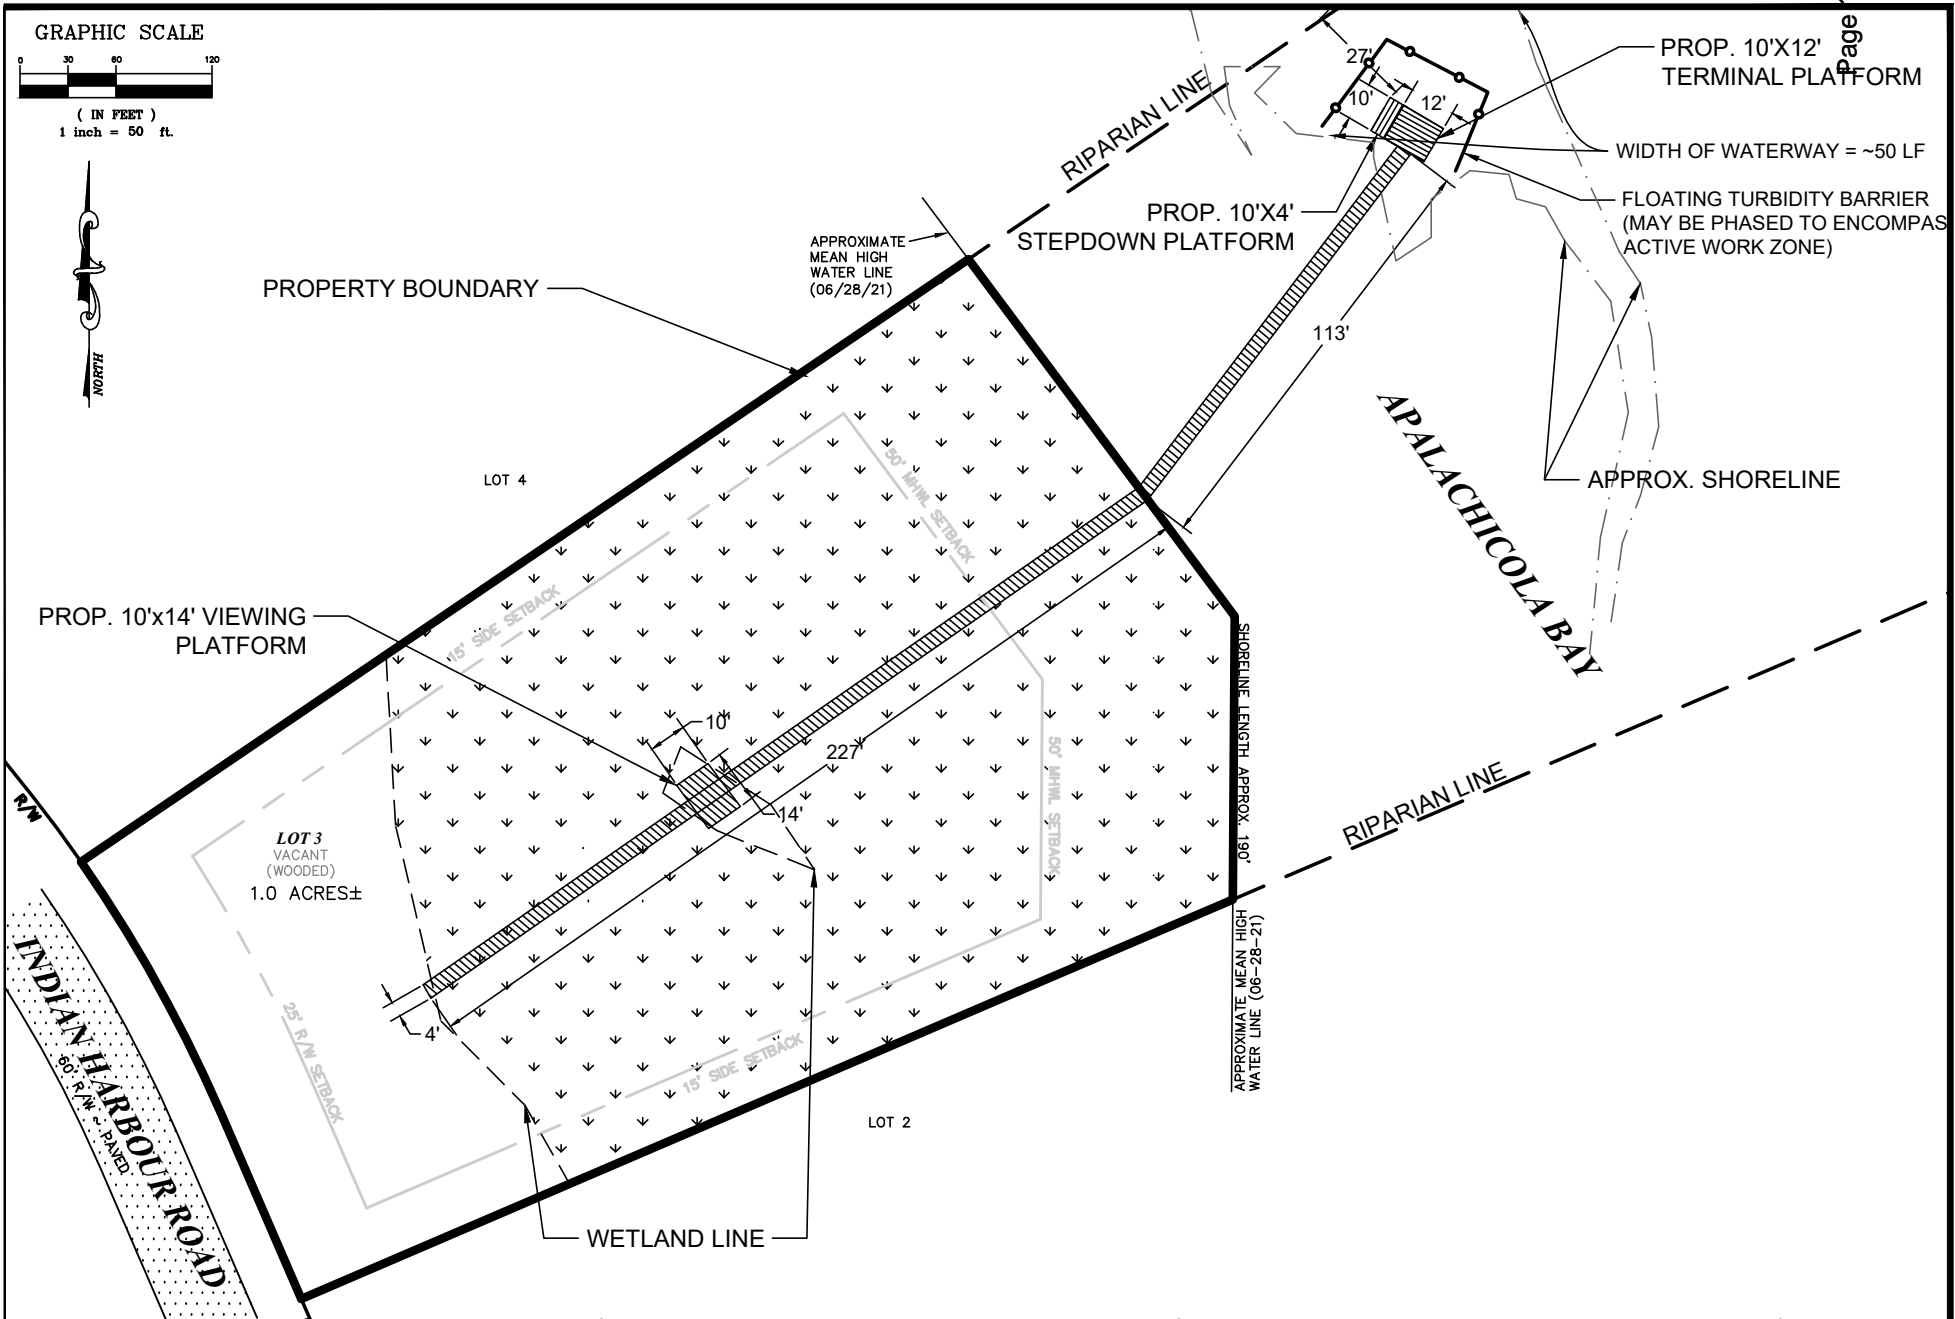 GRAPHIC SCALE
0 30 60 120
( IN FEET )
1 inch = 50 ft.
NORTH
Page
27'
10'
12'
PROP. 10'X12'
TERMINAL PLATFORM
RIPARIAN LINE
WIDTH OF WATERWAY = ~50 LF
FLOATING TURBIDITY BARRIER
(MAY BE PHASED TO ENCOMPAS
ACTIVE WORK ZONE)
PROP. 10'X4'
STEPDOWN PLATFORM
APPROXIMATE
MEAN HIGH
WATER LINE
(06/28/21)
PROPERTY BOUNDARY
113'
APALACHICOLA BAY
APPROX. SHORELINE
LOT 4
50' MHWL SETBACK
15' SIDE SETBACK
PROP. 10'x14' VIEWING
PLATFORM
10'
227'
14'
SHORELINE LENGTH APPROX. 190'
50' MHWL SETBACK
RIPARIAN LINE
R/W
LOT 3
VACANT
(WOODED)
1.0 ACRES±
4'
25' R/W SETBACK
15' SIDE SETBACK
APPROXIMATE MEAN HIGH
WATER LINE (06-28-21)
INDIAN HARBOUR ROAD
60' R/W ~ PAVED
LOT 2
WETLAND LINE